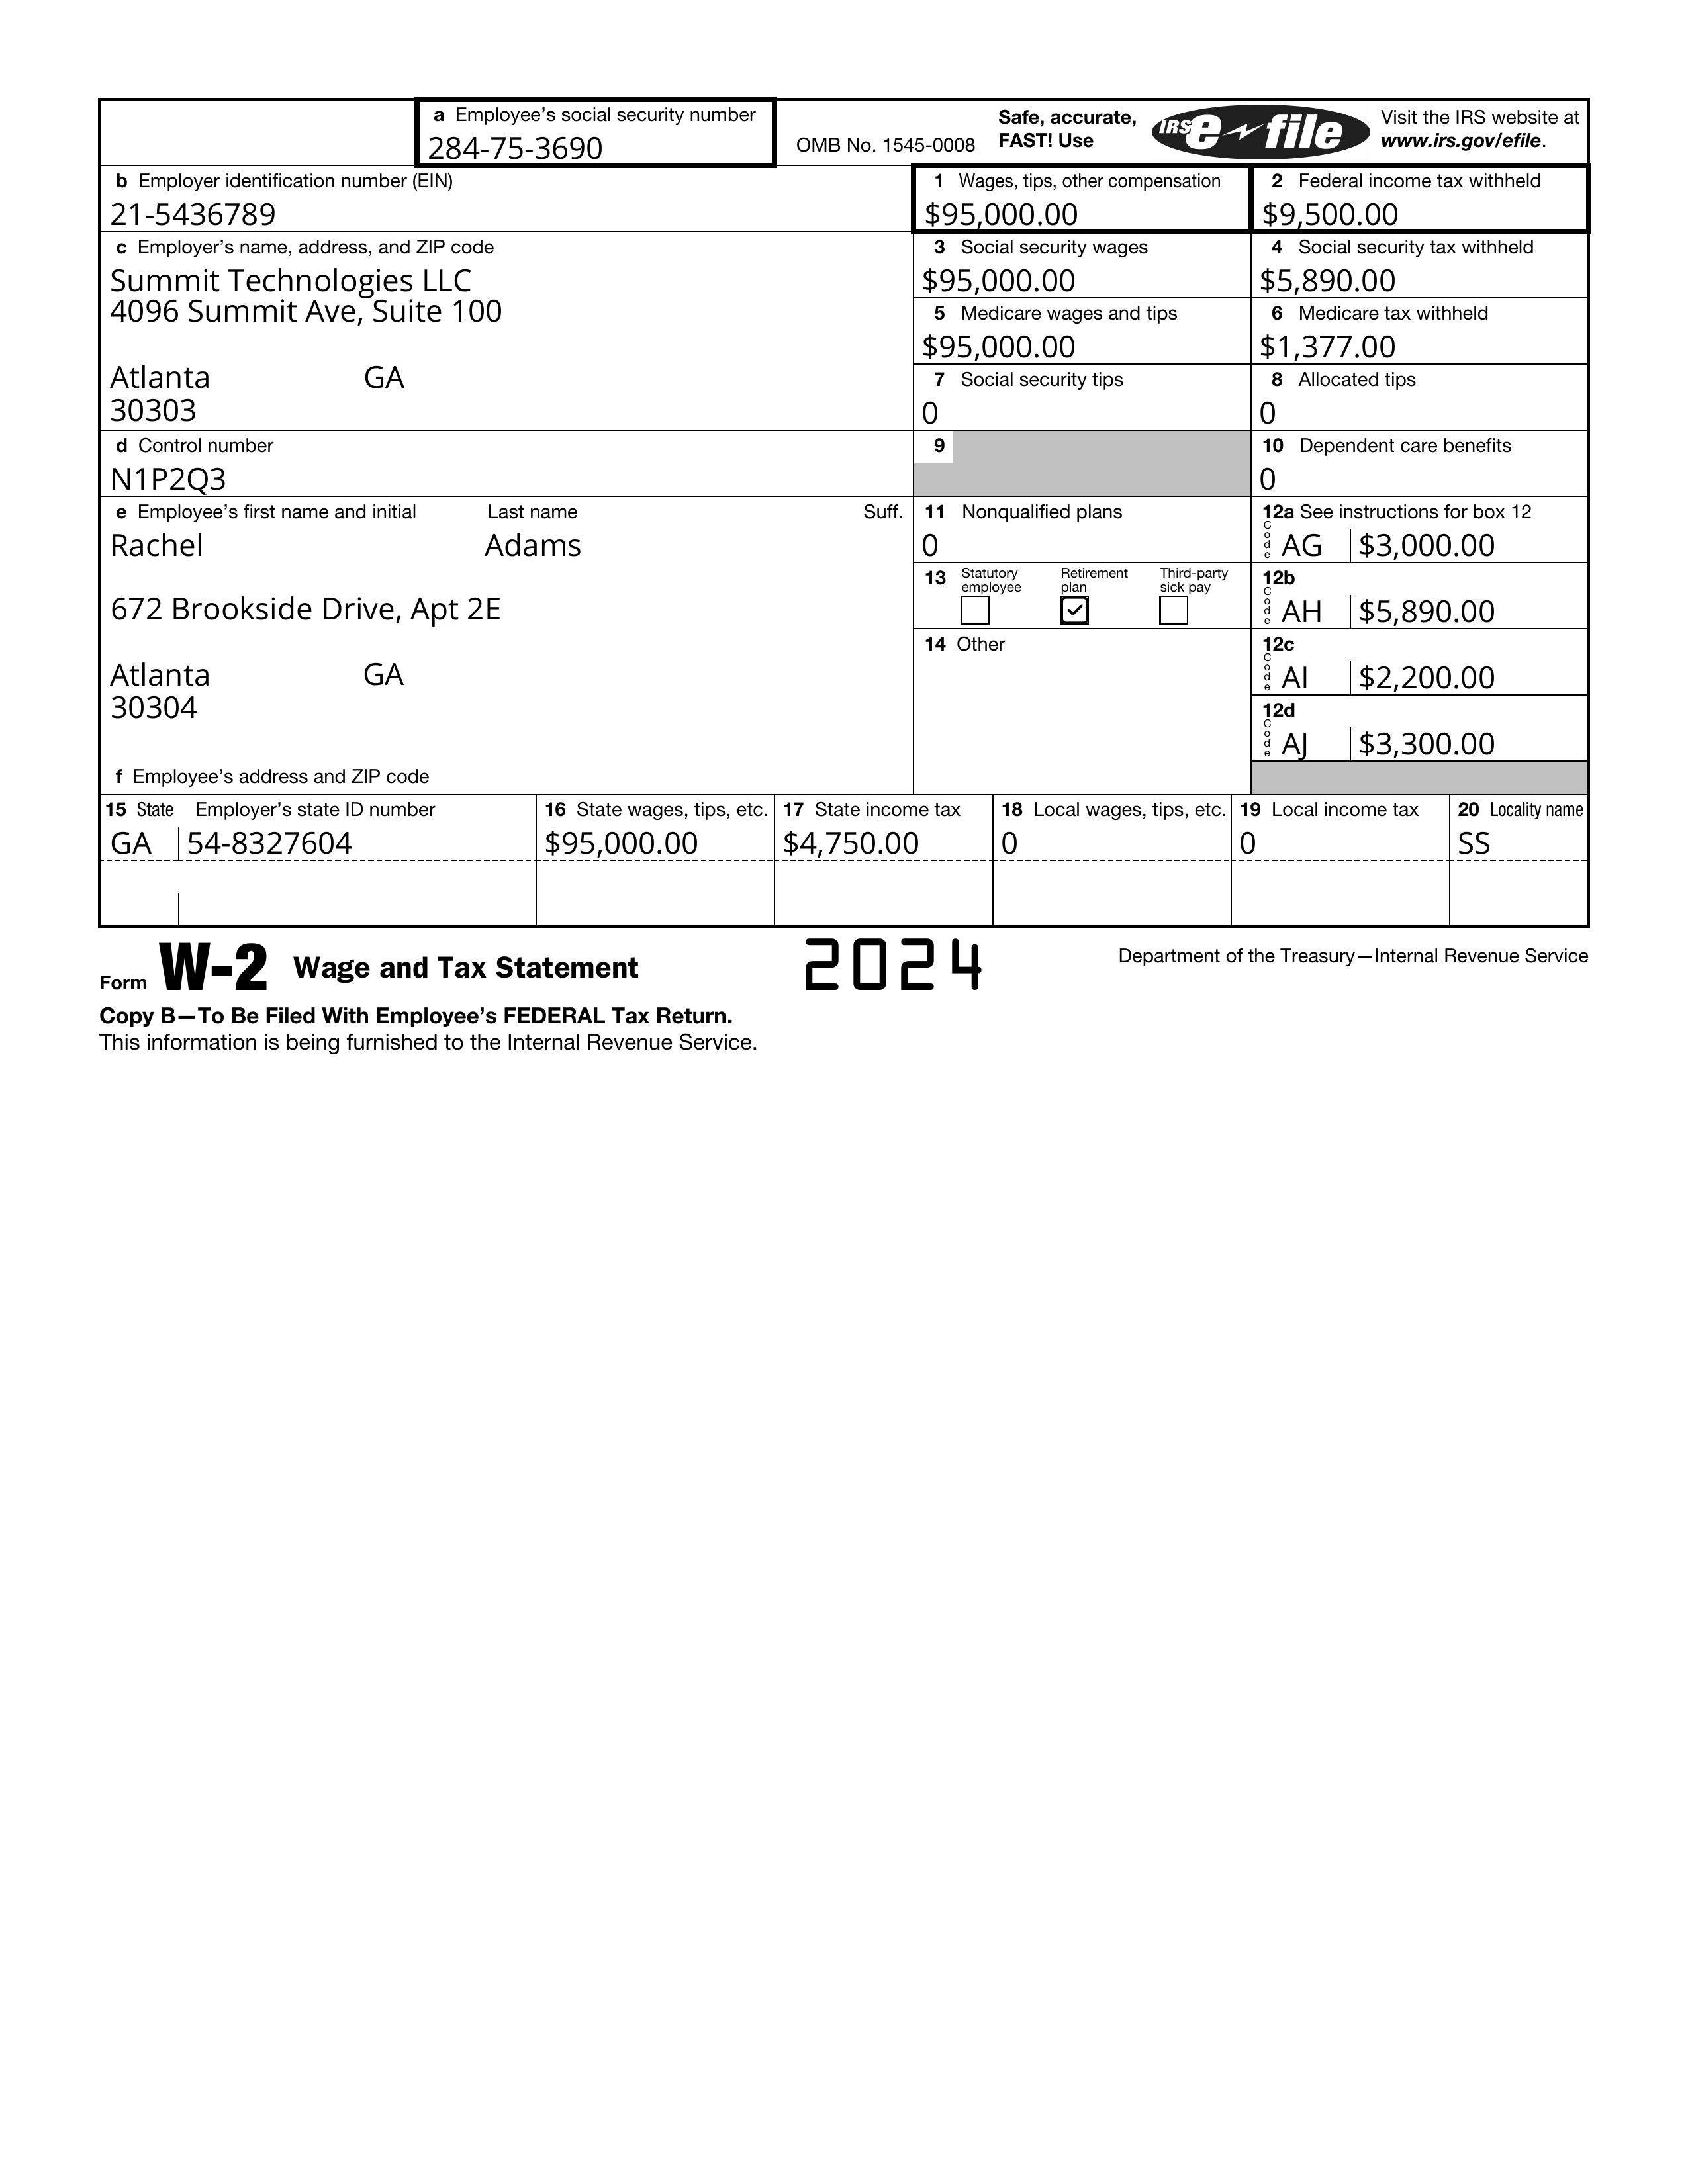 a Employee's social security number
284-75-3690
OMB No. 1545-0008
Safe, accurate,
FAST! Use
IRS e-file
Visit the IRS website at
www.irs.gov/efile.
b Employer identification number (EIN)
21-5436789
1 Wages, tips, other compensation
$95,000.00
2 Federal income tax withheld
$9,500.00
c Employer's name, address, and ZIP code
Summit Technologies LLC
4096 Summit Ave, Suite 100
Atlanta GA
30303
3 Social security wages
$95,000.00
4 Social security tax withheld
$5,890.00
5 Medicare wages and tips
$95,000.00
6 Medicare tax withheld
$1,377.00
7 Social security tips
0
8 Allocated tips
0
d Control number
N1P2Q3
9
10 Dependent care benefits
0
e Employee's first name and initial Last name Suff.
Rachel Adams
672 Brookside Drive, Apt 2E
Atlanta GA
30304
f Employee's address and ZIP code
11 Nonqualified plans
0
12a See instructions for box 12
Code AG $3,000.00
13 Statutory employee Retirement plan Third-party sick pay
12b
Code AH $5,890.00
14 Other
12c
Code AI $2,200.00
12d
Code AJ $3,300.00
15 State Employer's state ID number
GA 54-8327604
16 State wages, tips, etc.
$95,000.00
17 State income tax
$4,750.00
18 Local wages, tips, etc.
0
19 Local income tax
0
20 Locality name
SS
Form W-2 Wage and Tax Statement
2024
Department of the Treasury—Internal Revenue Service
Copy B—To Be Filed With Employee's FEDERAL Tax Return.
This information is being furnished to the Internal Revenue Service.